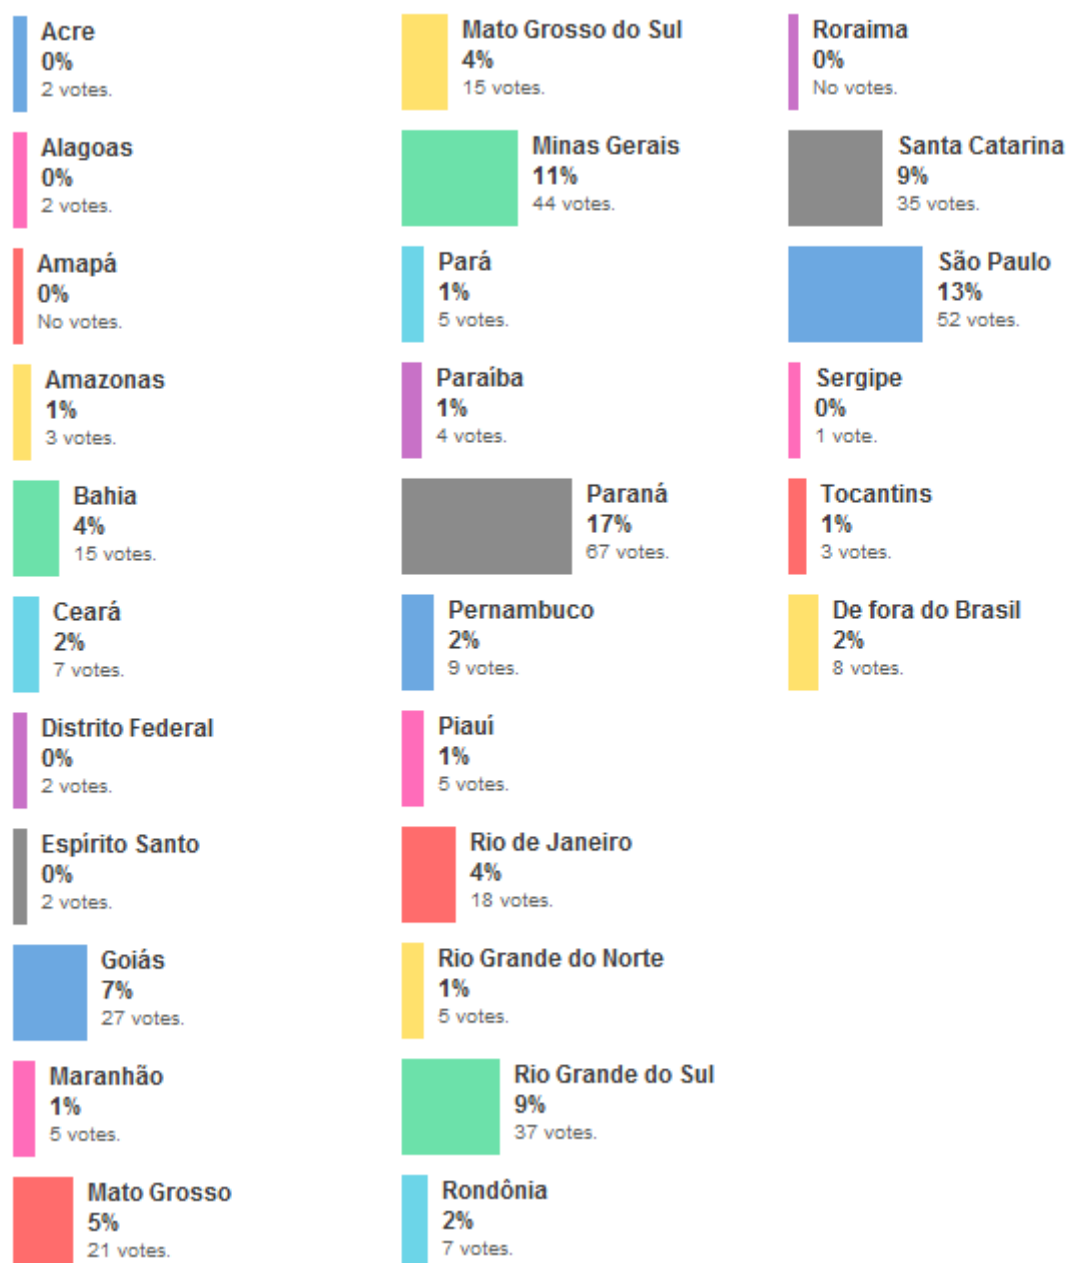 Acre
0%
2 votes.
Alagoas
0%
2 votes.
Amapá
0%
No votes.
Amazonas
1%
3 votes.
Bahia
4%
15 votes.
Ceará
2%
7 votes.
Distrito Federal
0%
2 votes.
Espírito Santo
0%
2 votes.
Goiás
7%
27 votes.
Maranhão
1%
5 votes.
Mato Grosso
5%
21 votes.
Mato Grosso do Sul
4%
15 votes.
Minas Gerais
11%
44 votes.
Pará
1%
5 votes.
Paraíba
1%
4 votes.
Paraná
17%
67 votes.
Pernambuco
2%
9 votes.
Piauí
1%
5 votes.
Rio de Janeiro
4%
18 votes.
Rio Grande do Norte
1%
5 votes.
Rio Grande do Sul
9%
37 votes.
Rondônia
2%
7 votes.
Roraima
0%
No votes.
Santa Catarina
9%
35 votes.
São Paulo
13%
52 votes.
Sergipe
0%
1 vote.
Tocantins
1%
3 votes.
De fora do Brasil
2%
8 votes.